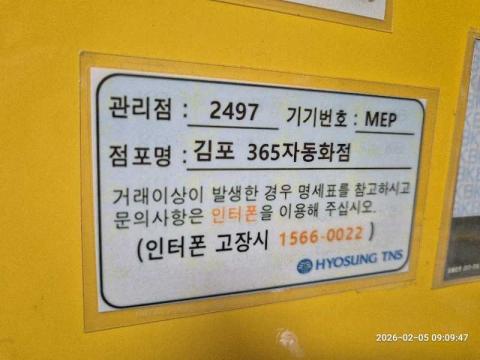 관리점 : 2497 기기번호 : MEP
점포명 : 김포 365자동화점
거래이상이 발생한 경우 명세표를 참고하시고
문의사항은 인터폰을 이용해 주십시오.
(인터폰 고장시 1566-0022 )
HYOSUNG TNS
2026-02-05 09:09:47